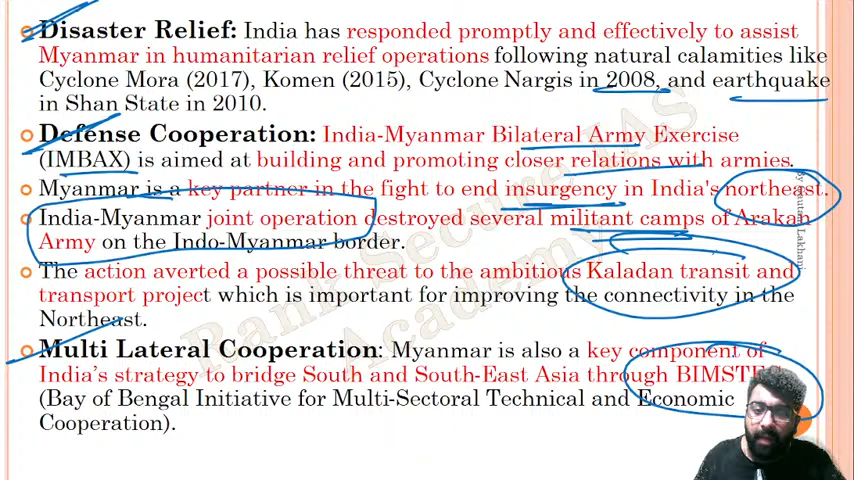 Disaster Relief: India has responded promptly and effectively to assist
Myanmar in humanitarian relief operations following natural calamities like
Cyclone Mora (2017), Komen (2015), Cyclone Nargis in 2008, and earthquake
in Shan State in 2010.
Defense Cooperation: India-Myanmar Bilateral Army Exercise
(IMBAX) is aimed at building and promoting closer relations with armies.
Myanmar is a key partner in the fight to end insurgency in India's northeast.
India-Myanmar joint operation destroyed several militant camps of Arakan
Army on the Indo-Myanmar border.
The action averted a possible threat to the ambitious Kaladan transit and
transport project which is important for improving the connectivity in the
Northeast.
Multi Lateral Cooperation: Myanmar is also a key component of
India's strategy to bridge South and South-East Asia through
(Bay of Bengal Initiative for Multi-Sectoral Technical and Economic
Cooperation).
Rank Secure IAS
Academy
Lakhani